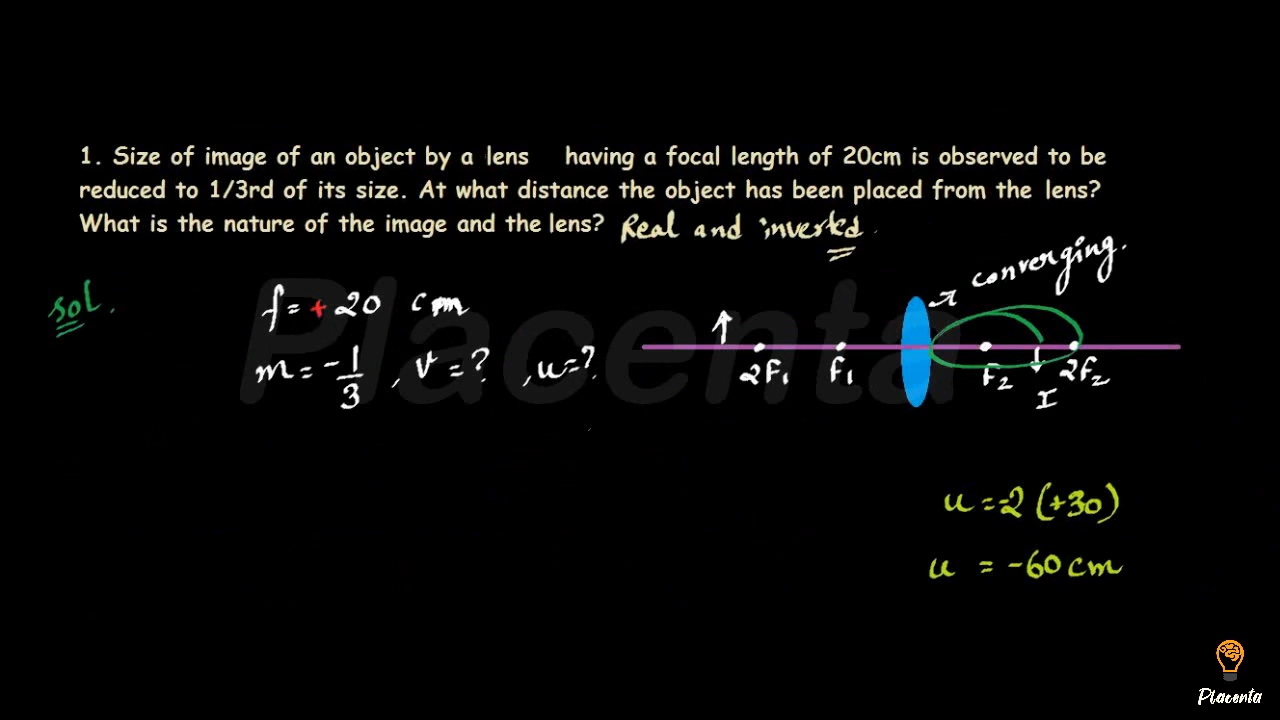 1. Size of image of an object by a lens having a focal length of 20cm is observed to be
reduced to 1/3rd of its size. At what distance the object has been placed from the lens?
What is the nature of the image and the lens? Real and inverted.
converging.
sol.
f = + 20 cm
m = -1/3 , v = ? , u = ?
2F₁ F₁ F₂ 2F₂
I
u = -2 (+30)
u = -60 cm
Placenta
Placenta